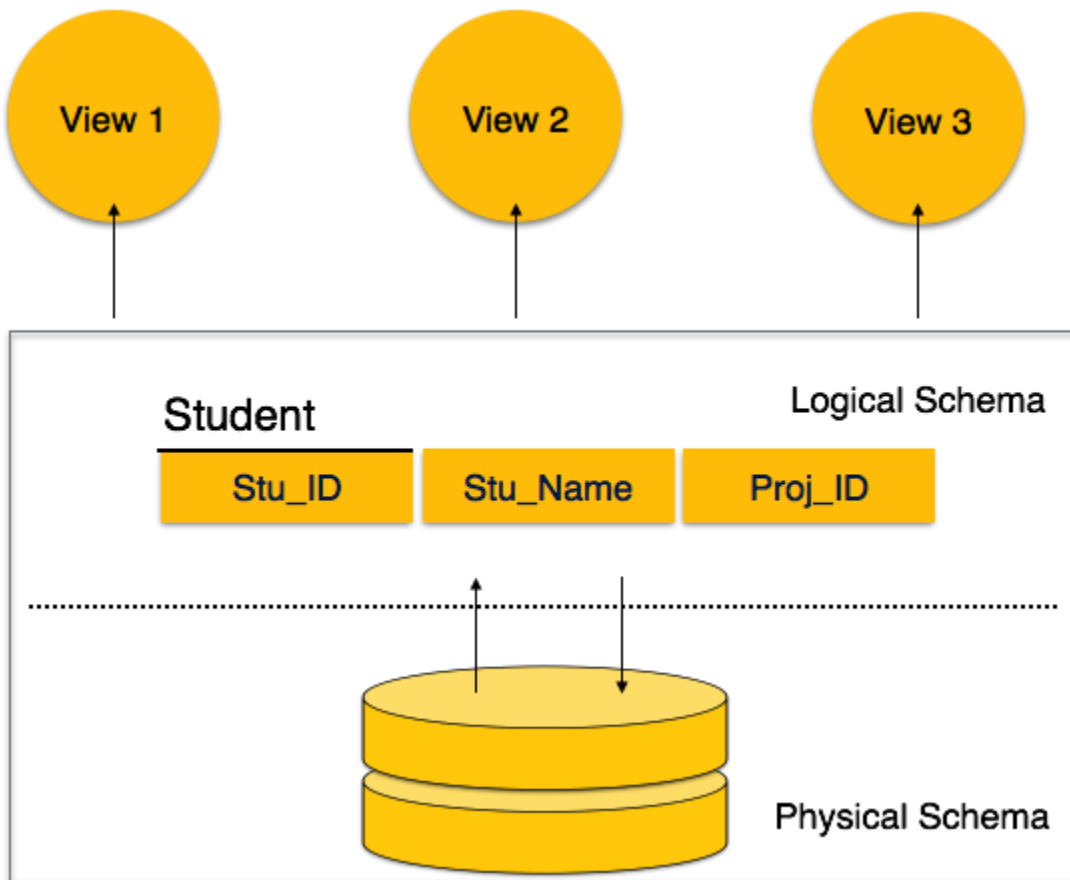 View 1
View 2
View 3
Logical Schema
Student
Stu_ID
Stu_Name
Proj_ID
Physical Schema